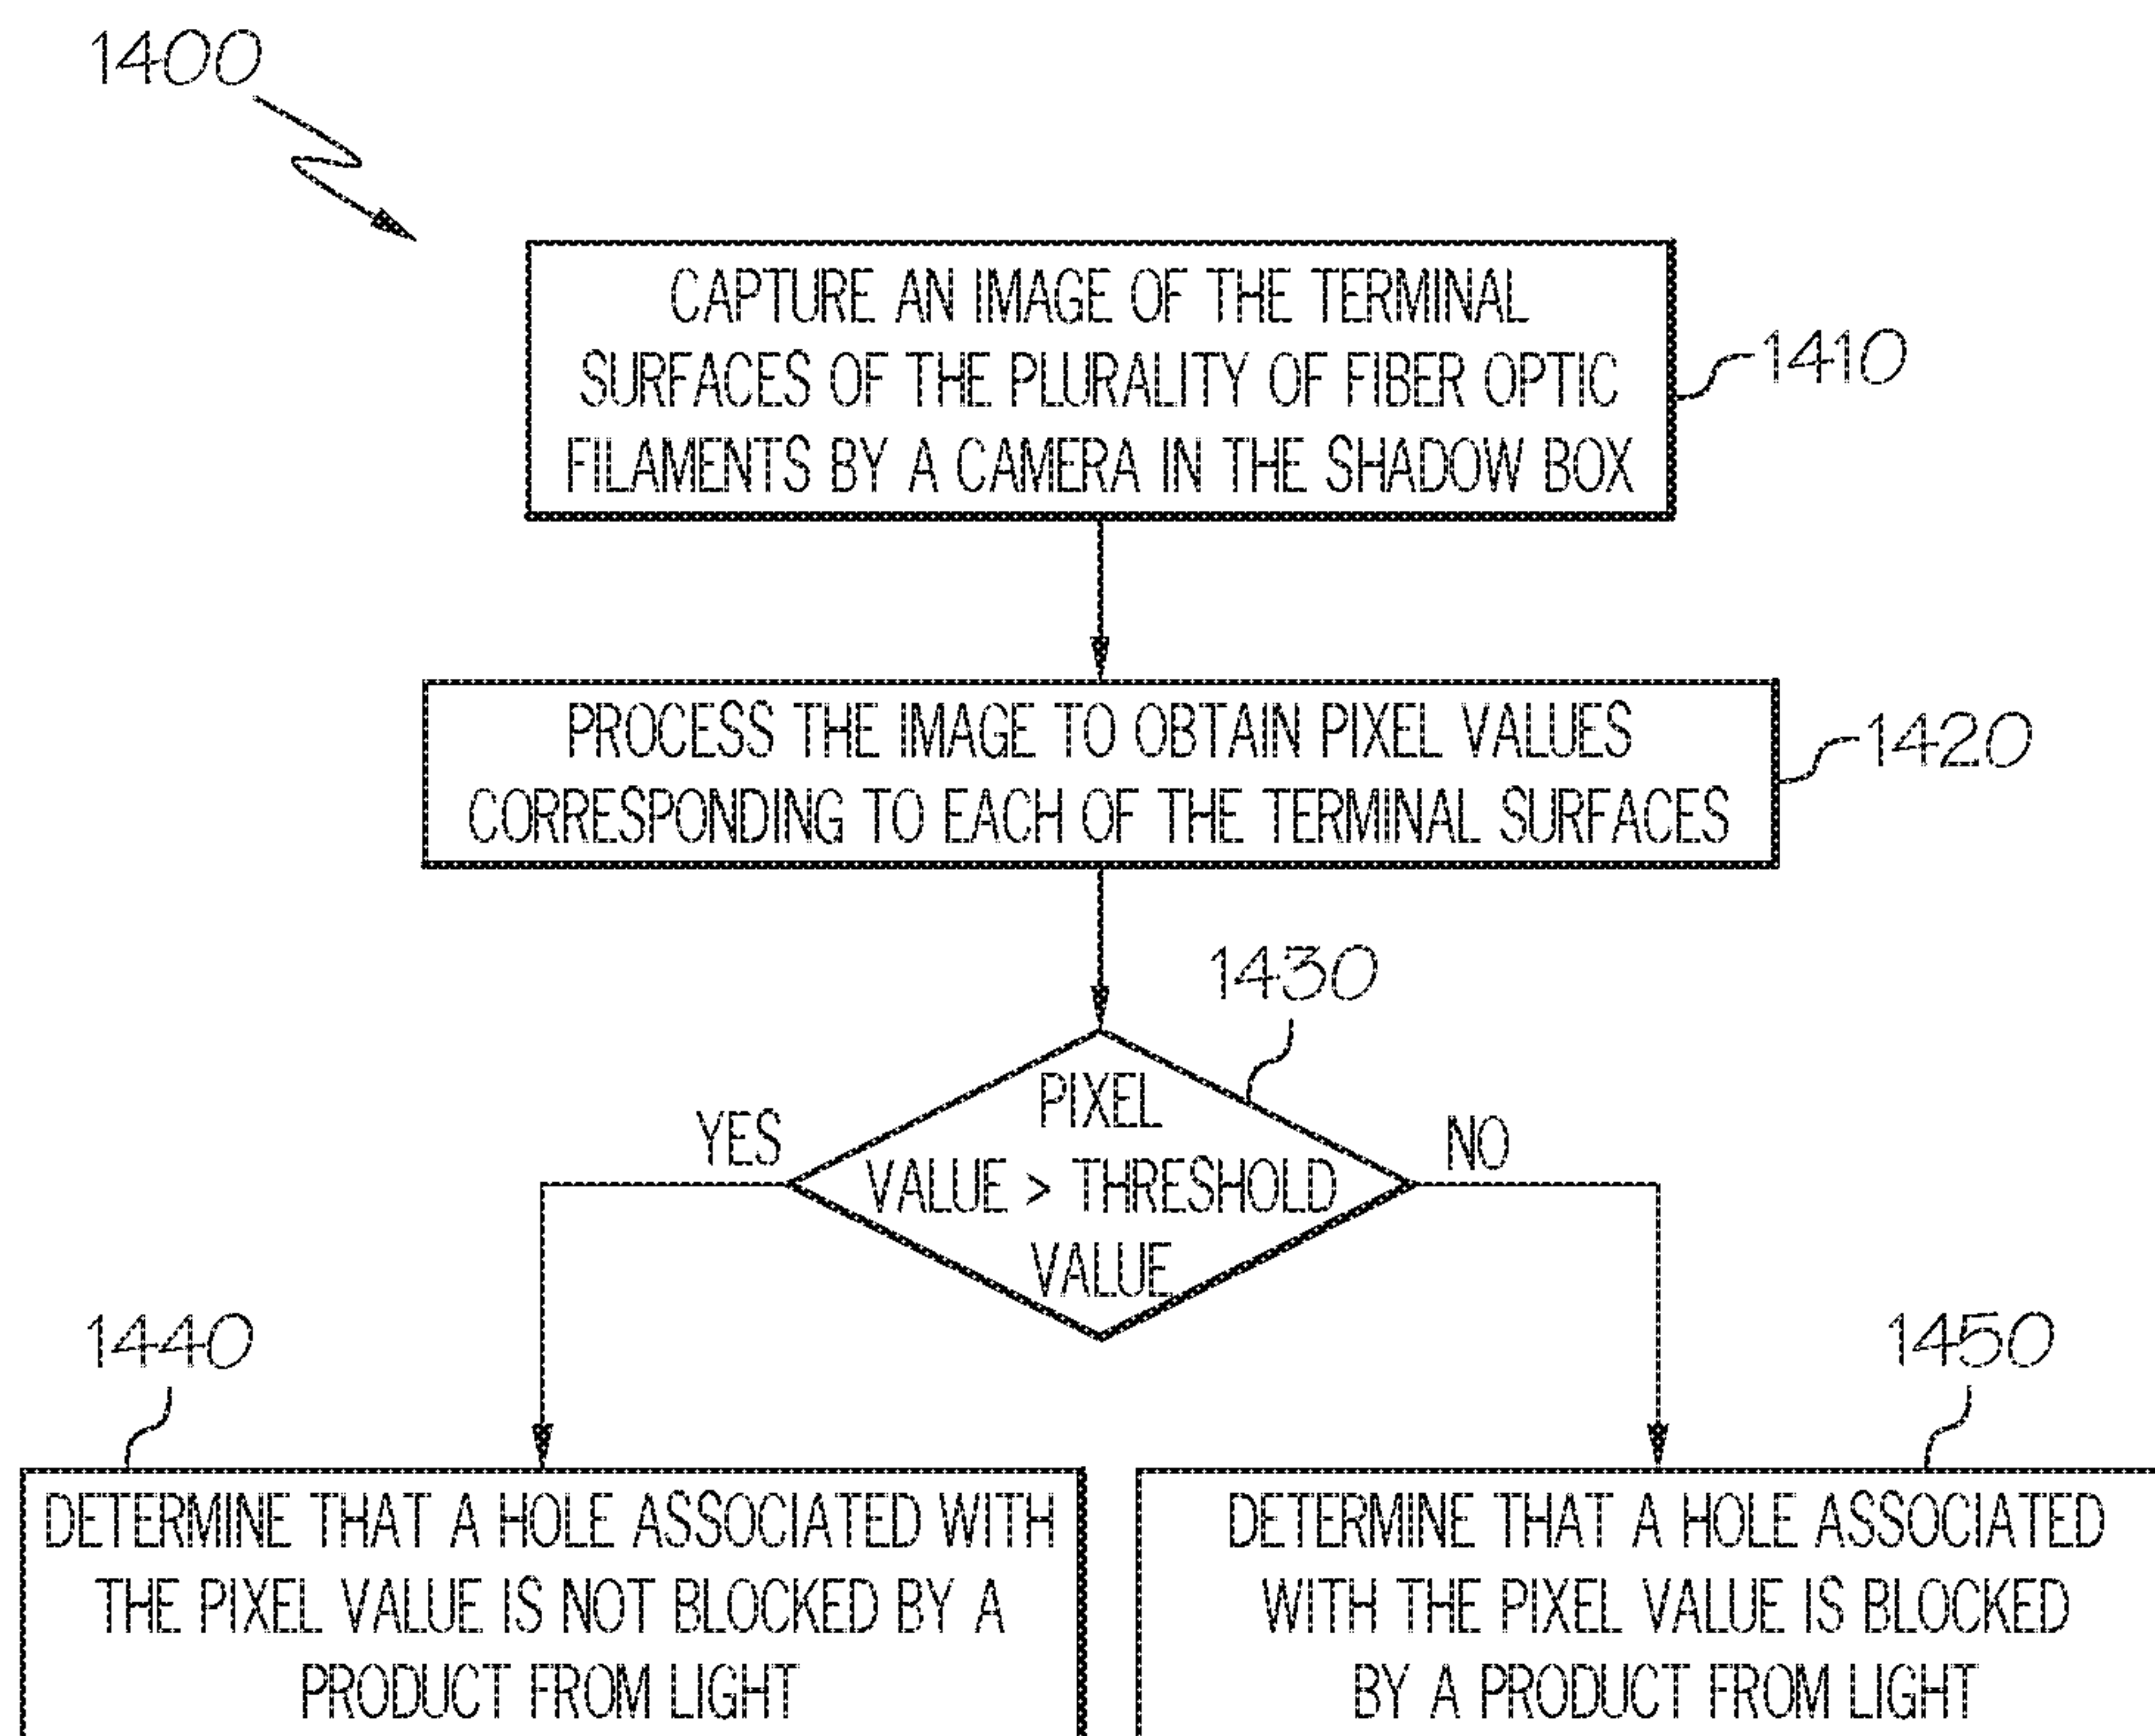 1400
CAPTURE AN IMAGE OF THE TERMINAL
SURFACES OF THE PLURALITY OF FIBER OPTIC
FILAMENTS BY A CAMERA IN THE SHADOW BOX
1410
PROCESS THE IMAGE TO OBTAIN PIXEL VALUES
CORRESPONDING TO EACH OF THE TERMINAL SURFACES
1420
1430
PIXEL
VALUE > THRESHOLD
VALUE
YES
NO
1440
DETERMINE THAT A HOLE ASSOCIATED WITH
THE PIXEL VALUE IS NOT BLOCKED BY A
PRODUCT FROM LIGHT
1450
DETERMINE THAT A HOLE ASSOCIATED
WITH THE PIXEL VALUE IS BLOCKED
BY A PRODUCT FROM LIGHT